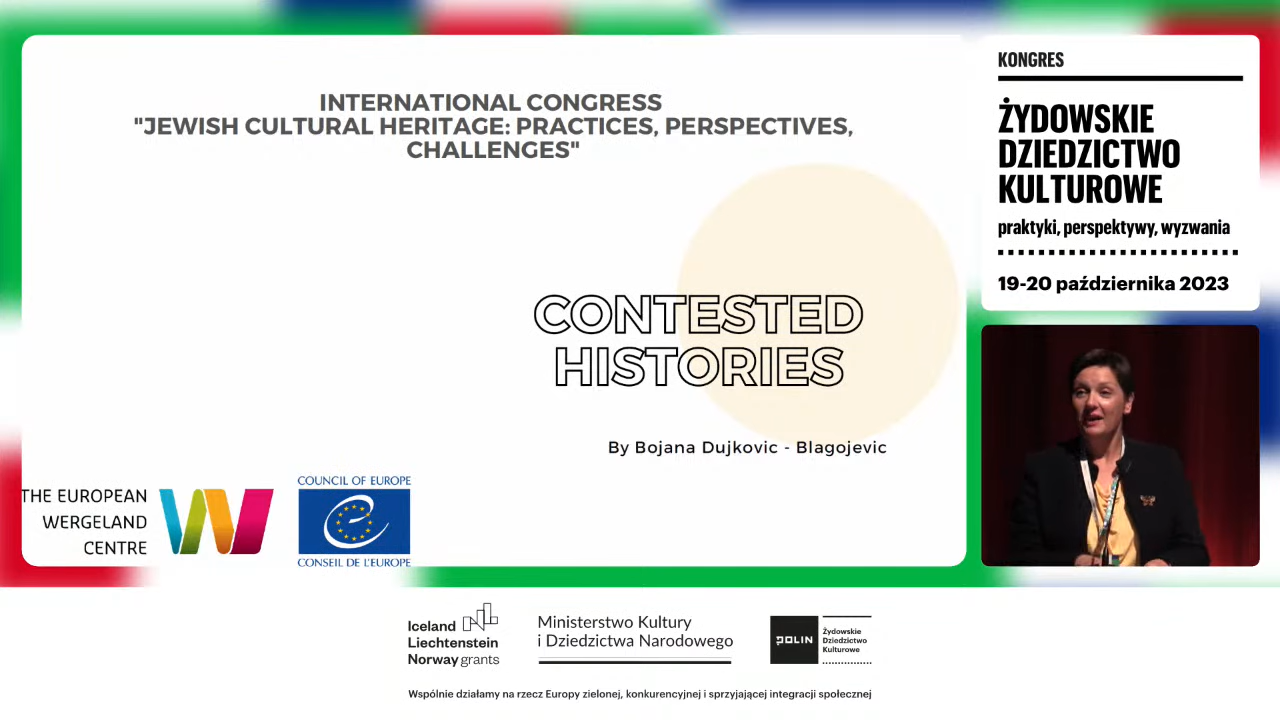 INTERNATIONAL CONGRESS
"JEWISH CULTURAL HERITAGE: PRACTICES, PERSPECTIVES,
CHALLENGES"
CONTESTED
HISTORIES
By Bojana Dujkovic - Blagojevic
THE EUROPEAN
WERGELAND
CENTRE
COUNCIL OF EUROPE
CONSEIL DE L'EUROPE
KONGRES
ŻYDOWSKIE
DZIEDZICTWO
KULTUROWE
praktyki, perspektywy, wyzwania
19-20 października 2023
Iceland
Liechtenstein
Norway grants
Ministerstwo Kultury
i Dziedzictwa Narodowego
POLIN
Żydowskie
Dziedzictwo
Kulturowe
Wspólnie działamy na rzecz Europy zielonej, konkurencyjnej i sprzyjającej integracji społecznej